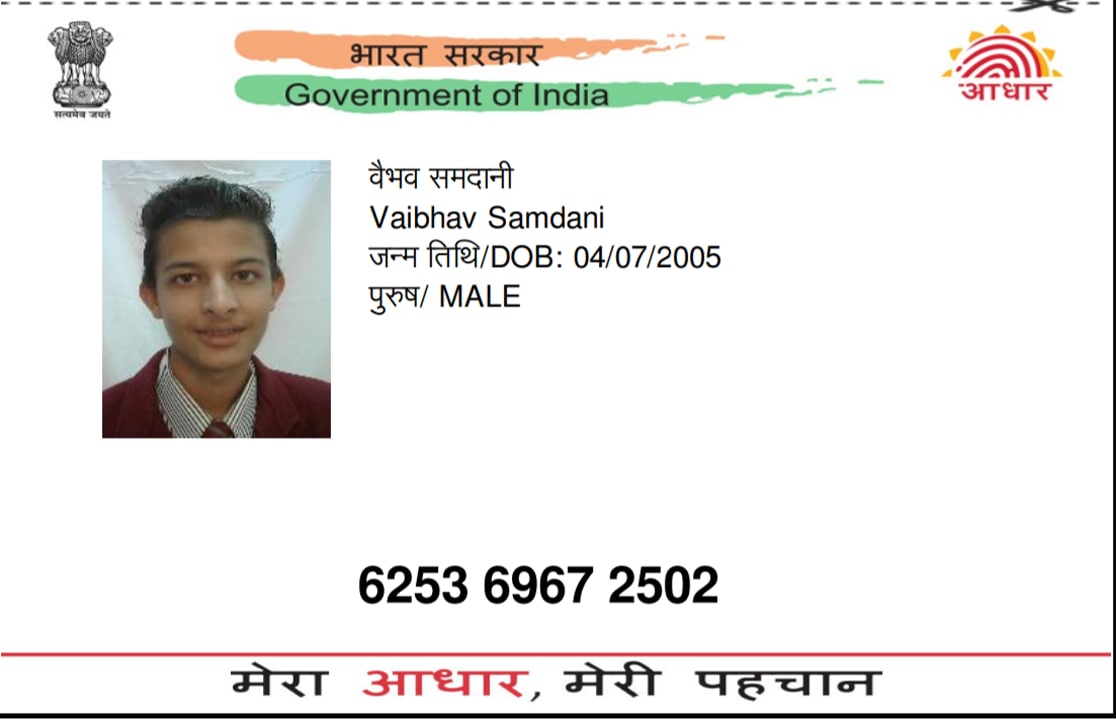 भारत सरकार
Government of India
सत्यमेव जयते
आधार
वैभव समदानी
Vaibhav Samdani
जन्म तिथि/DOB: 04/07/2005
पुरुष/ MALE
6253 6967 2502
मेरा आधार, मेरी पहचान